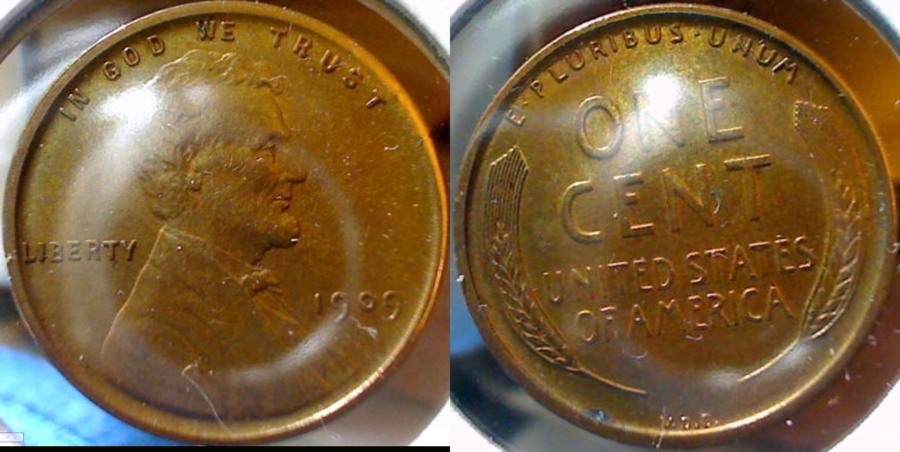 IN GOD WE TRUST
LIBERTY
1909
E·PLURIBUS·UNUM
ONE
CENT
UNITED STATES
OF AMERICA
V.D.B.